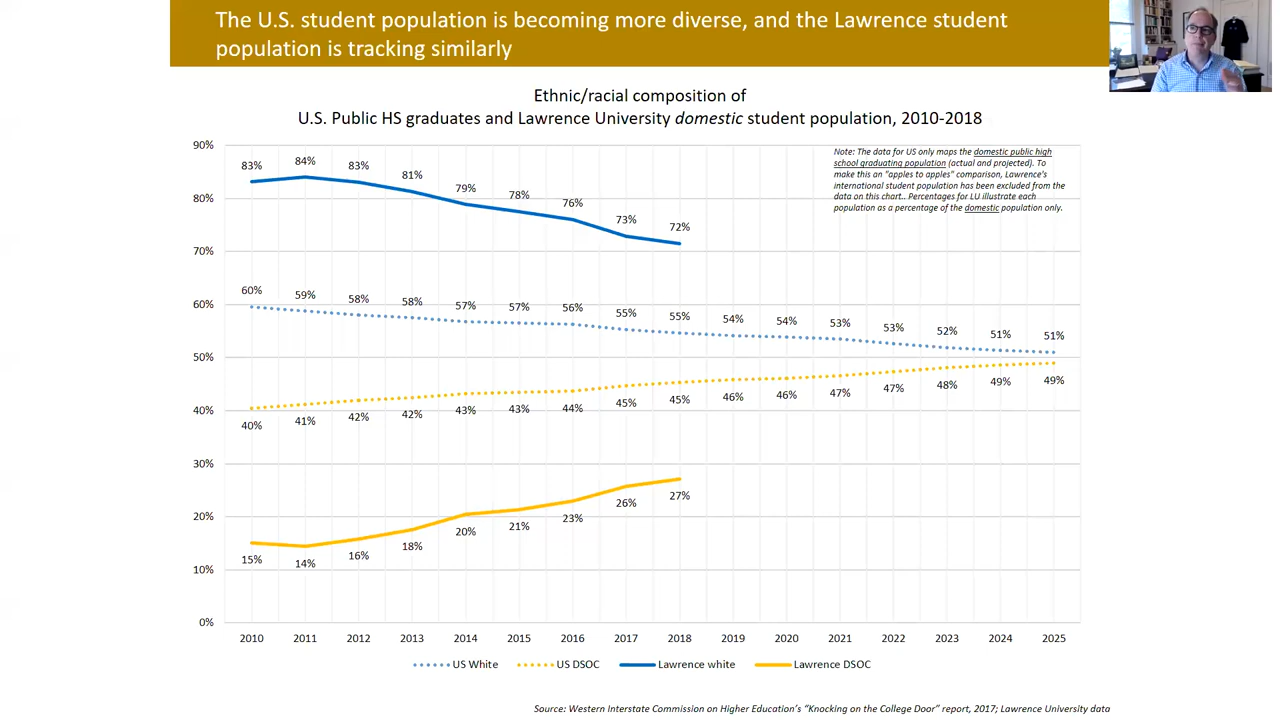 The U.S. student population is becoming more diverse, and the Lawrence student
population is tracking similarly
Ethnic/racial composition of
U.S. Public HS graduates and Lawrence University domestic student population, 2010-2018
Note: The data for US only maps the domestic public high
school graduating population (actual and projected). To
make this an "apples to apples" comparison, Lawrence's
international student population has been excluded from the
data on this chart.. Percentages for LU illustrate each
population as a percentage of the domestic population only.
90%
80%
70%
60%
50%
40%
30%
20%
10%
0%
83% 84% 83% 81% 79% 78% 76% 73% 72%
60% 59% 58% 58% 57% 57% 56% 55% 55% 54% 54% 53% 53% 52% 51% 51%
40% 41% 42% 42% 43% 43% 44% 45% 45% 46% 46% 47% 47% 48% 49% 49%
15% 14% 16% 18% 20% 21% 23% 26% 27%
2010 2011 2012 2013 2014 2015 2016 2017 2018 2019 2020 2021 2022 2023 2024 2025
US White US DSOC Lawrence white Lawrence DSOC
Source: Western Interstate Commission on Higher Education's “Knocking on the College Door” report, 2017; Lawrence University data